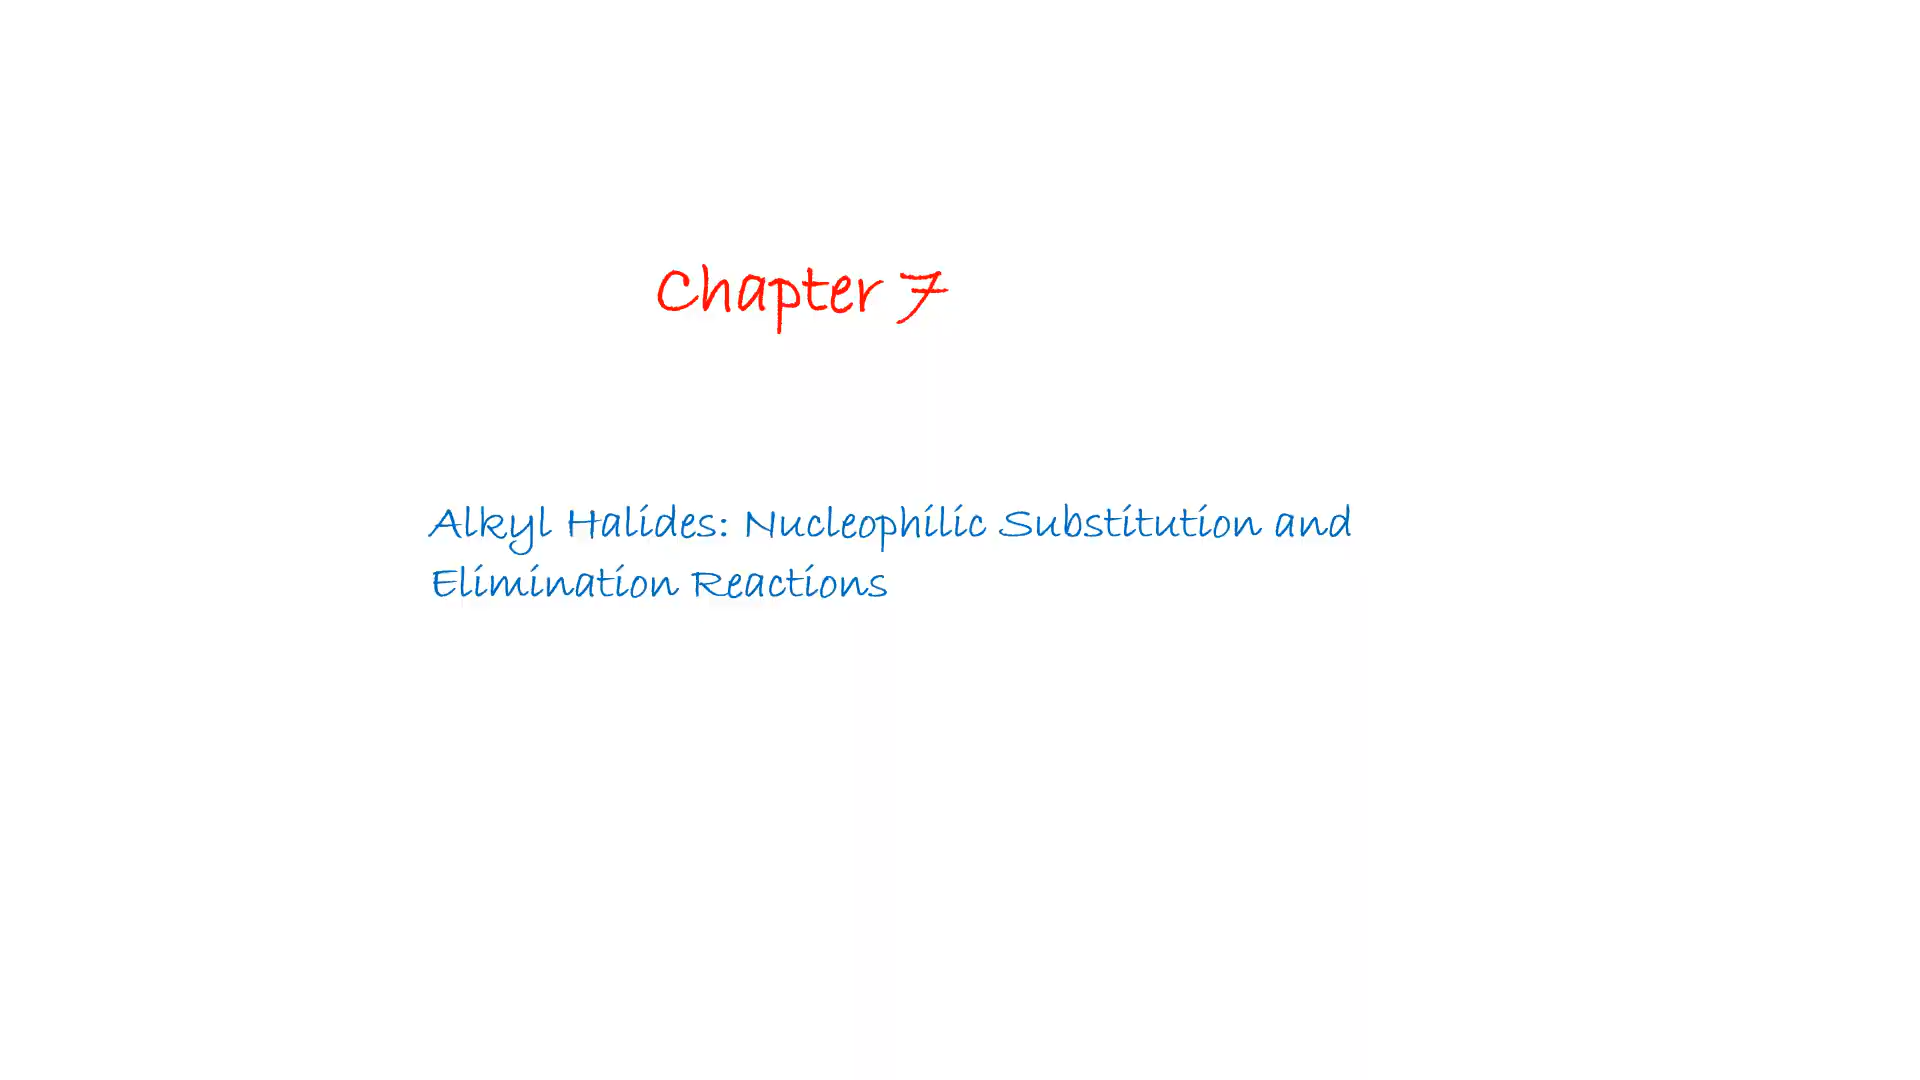 Chapter 7
Alkyl Halides: Nucleophilic Substitution and
Elimination Reactions